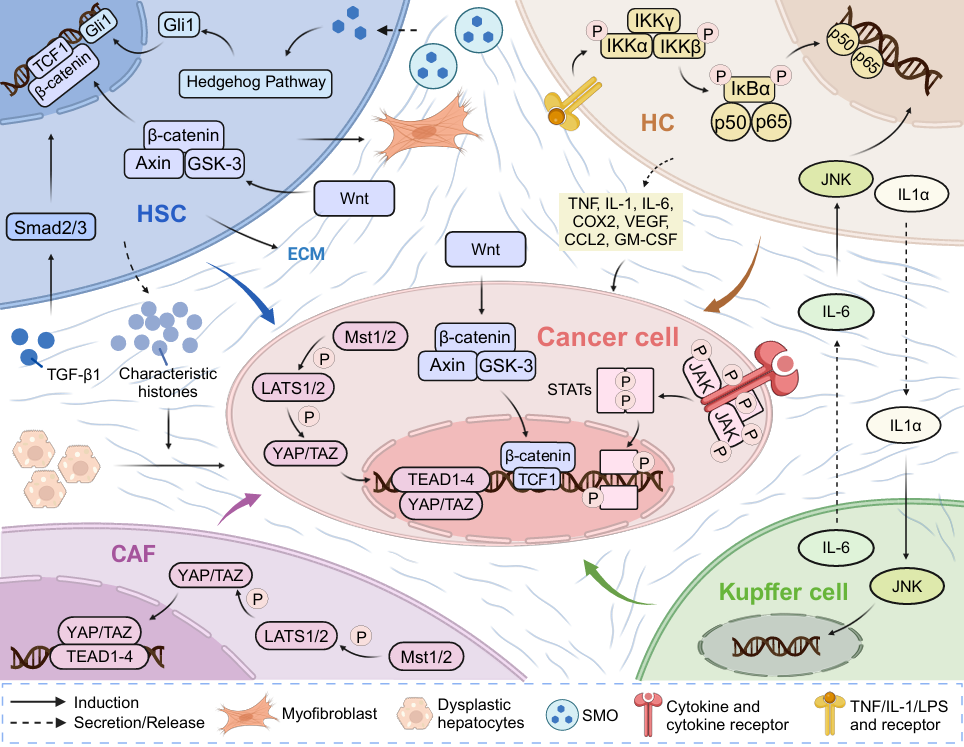 Gli1
TCF1
β-catenin
Gli1
Hedgehog Pathway
β-catenin
Axin
GSK-3
Wnt
HSC
ECM
Smad2/3
TGF-β1
Characteristic
histones
P
IKKγ
P
IKKα
IKKβ
P
P
IκBα
p50
p65
HC
p50
p65
TNF, IL-1, IL-6,
COX2, VEGF,
CCL2, GM-CSF
JNK
IL1α
IL-6
IL1α
Wnt
Cancer cell
Mst1/2
P
LATS1/2
P
YAP/TAZ
β-catenin
Axin
GSK-3
STATs
P
P
P
JAK
P
P
JAK
P
P
β-catenin
TCF1
TEAD1-4
YAP/TAZ
P
P
CAF
YAP/TAZ
P
LATS1/2
P
Mst1/2
YAP/TAZ
TEAD1-4
IL-6
Kupffer cell
JNK
Induction
Secretion/Release
Myofibroblast
Dysplastic
hepatocytes
SMO
Cytokine and
cytokine receptor
TNF/IL-1/LPS
and receptor